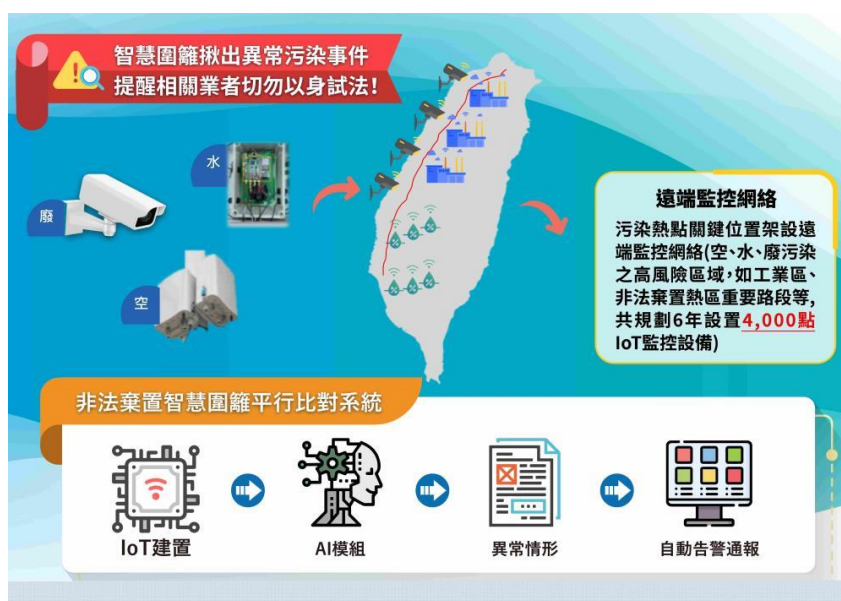 智慧圍籬揪出異常污染事件
提醒相關業者切勿以身試法!
水
廢
空
遠端監控網絡
污染熱點關鍵位置架設遠
端監控網絡(空、水、廢污染
之高風險區域,如工業區、
非法棄置熱區重要路段等,
共規劃6年設置4,000點
IoT監控設備)
非法棄置智慧圍籬平行比對系統
IoT建置
AI模組
異常情形
自動告警通報